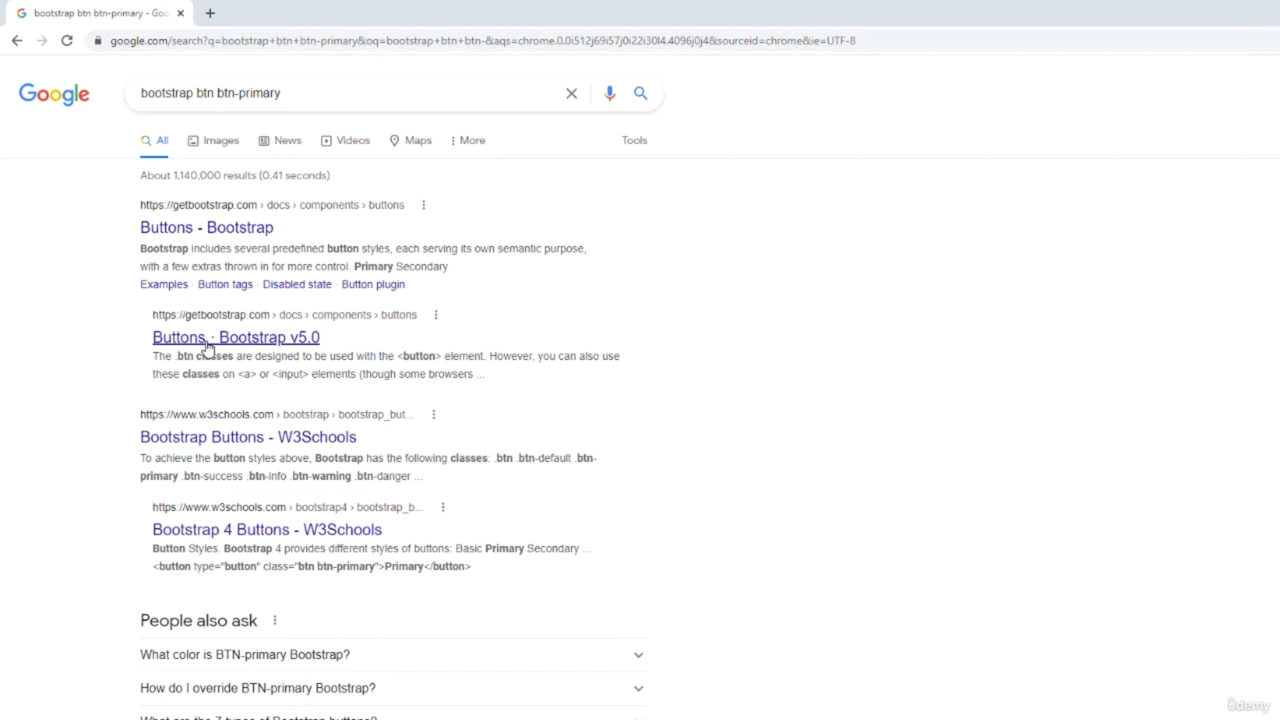 bootstrap btn btn-primary - Goo
google.com/search?q=bootstrap+btn+btn-primary&oq=bootstrap+btn+btn-&aqs=chrome.0.0i512j69i57j0i22i30l4.4096j0j4&sourceid=chrome&ie=UTF-8
Google
bootstrap btn btn-primary
All Images News Videos Maps More Tools
About 1,140,000 results (0.41 seconds)
https://getbootstrap.com › docs › components › buttons
Buttons - Bootstrap
Bootstrap includes several predefined button styles, each serving its own semantic purpose,
with a few extras thrown in for more control. Primary Secondary
Examples · Button tags · Disabled state · Button plugin
https://getbootstrap.com › docs › components › buttons
Buttons · Bootstrap v5.0
The .btn classes are designed to be used with the <button> element. However, you can also use
these classes on <a> or <input> elements (though some browsers ...
https://www.w3schools.com › bootstrap › bootstrap_but...
Bootstrap Buttons - W3Schools
To achieve the button styles above, Bootstrap has the following classes: .btn .btn-default .btn-
primary .btn-success .btn-info .btn-warning .btn-danger ...
https://www.w3schools.com › bootstrap4 › bootstrap_b...
Bootstrap 4 Buttons - W3Schools
Button Styles. Bootstrap 4 provides different styles of buttons: Basic Primary Secondary ...
<button type="button" class="btn btn-primary">Primary</button>
People also ask
What color is BTN-primary Bootstrap?
How do I override BTN-primary Bootstrap?
What are the 7 types of Bootstrap buttons?
ûdemy